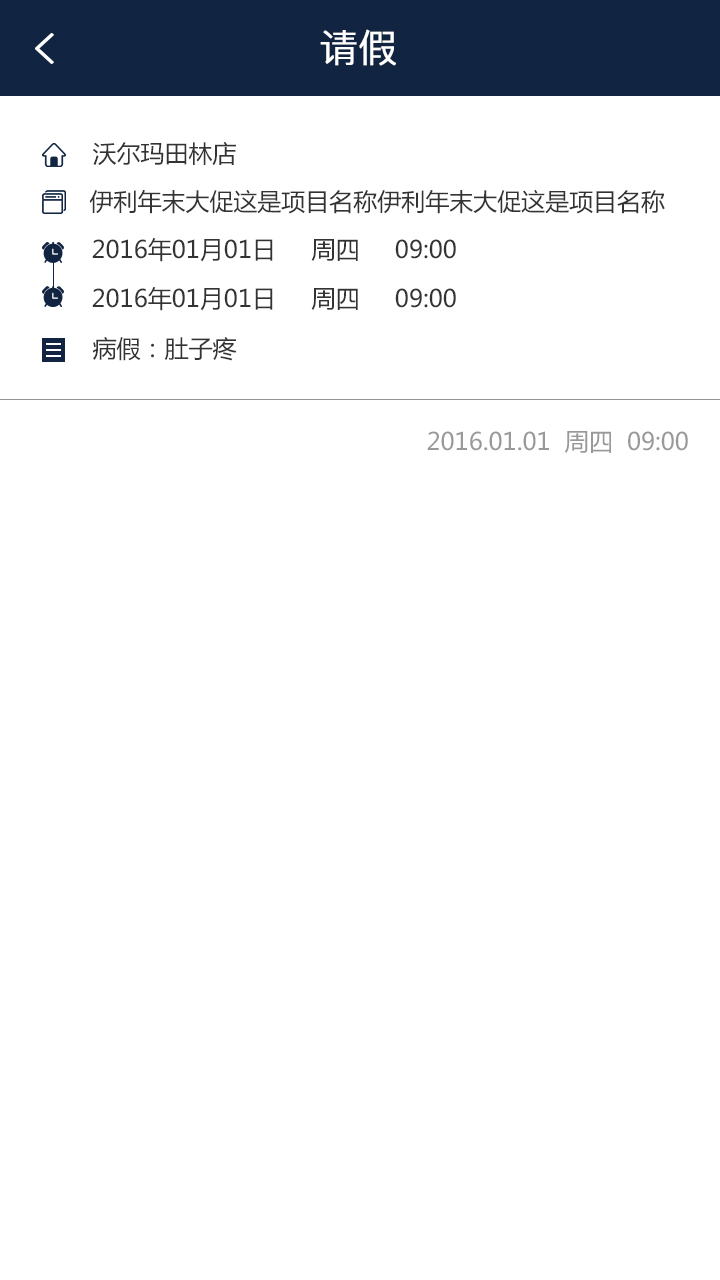 请假
沃尔玛田林店
伊利年末大促这是项目名称伊利年末大促这是项目名称
2016年01月01日 周四 09:00
2016年01月01日 周四 09:00
病假：肚子疼
2016.01.01 周四 09:00